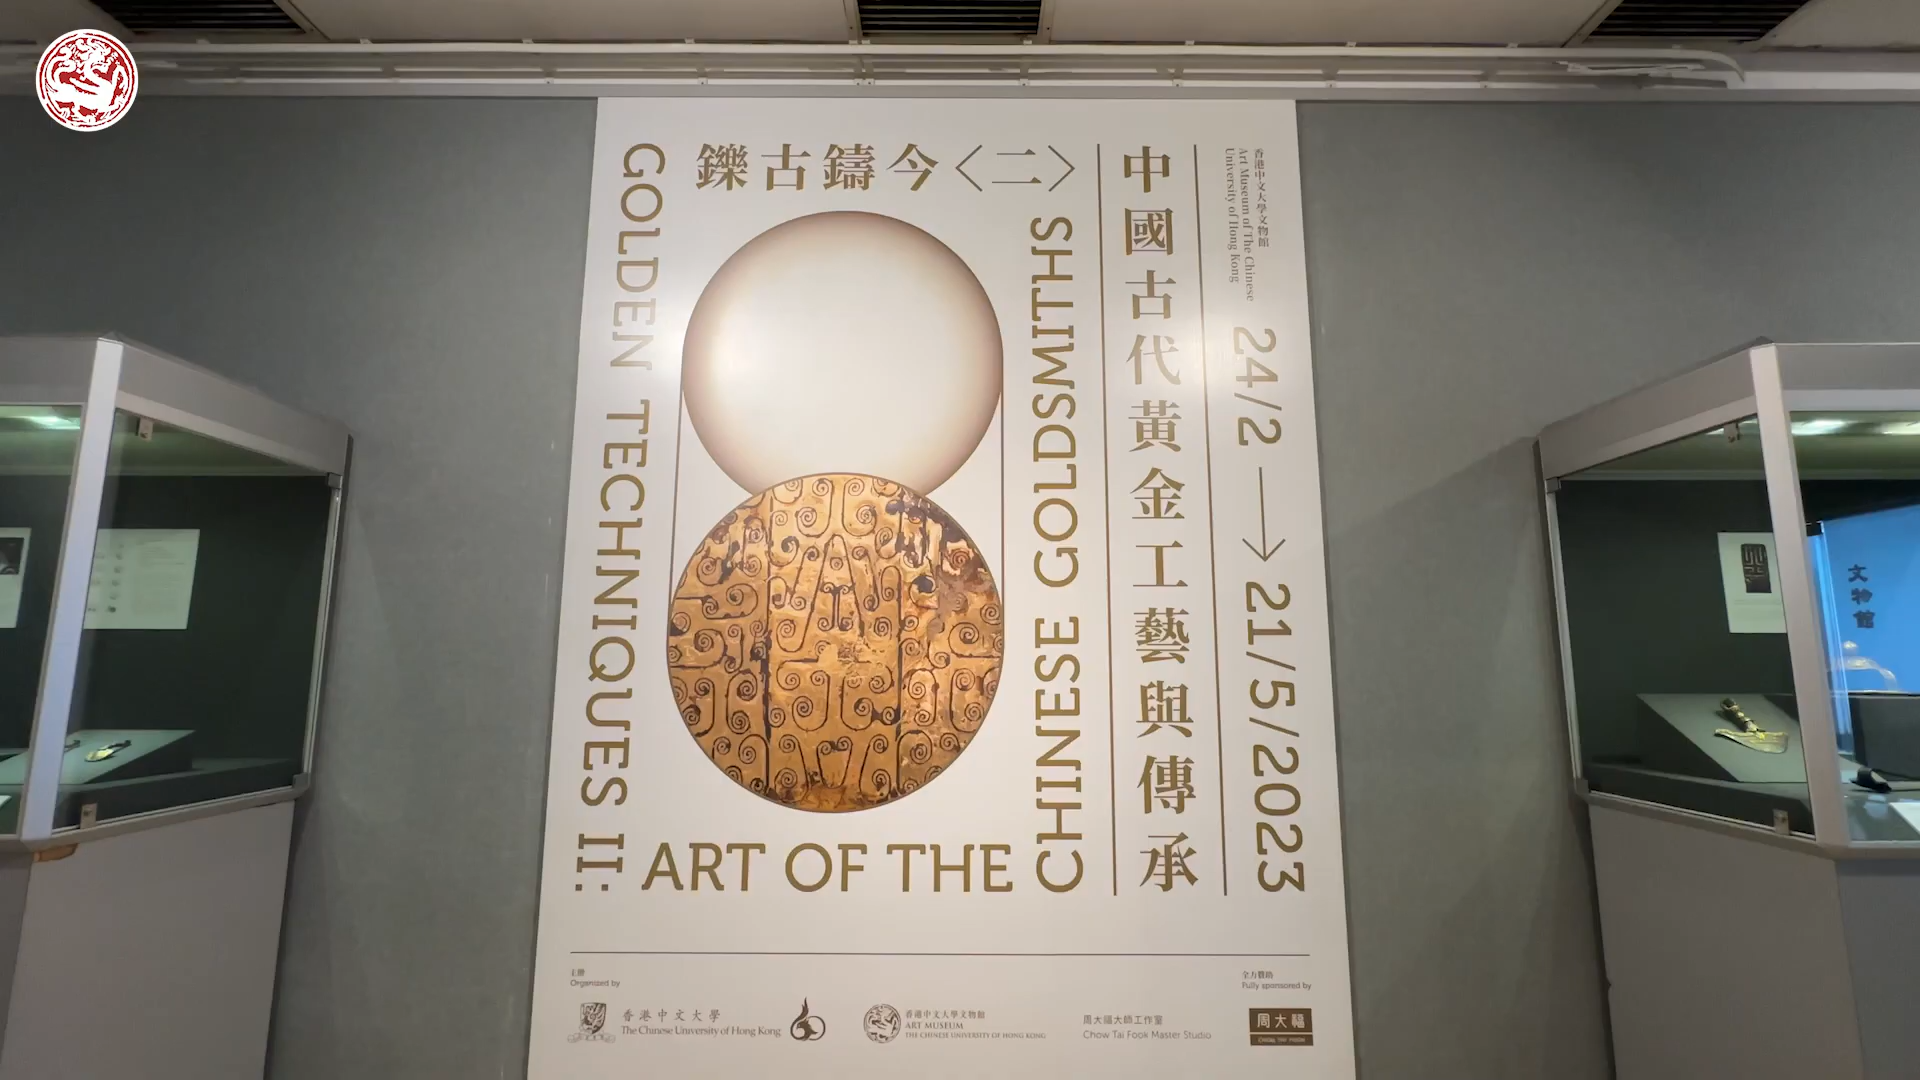 鑠古鑄今〈二〉
GOLDEN TECHNIQUES II:
ART OF THE
CHINESE GOLDSMITHS
中國古代黃金工藝與傳承
香港中文大學文物館
Art Museum of The Chinese
University of Hong Kong
24/2 → 21/5/2023
主辦
Organized by
香港中文大學
The Chinese University of Hong Kong
香港中文大學文物館
ART MUSEUM
THE CHINESE UNIVERSITY OF HONG KONG
周大福大師工作室
Chow Tai Fook Master Studio
全力贊助
Fully sponsored by
周大福
CHOW TAI FOOK
文物館